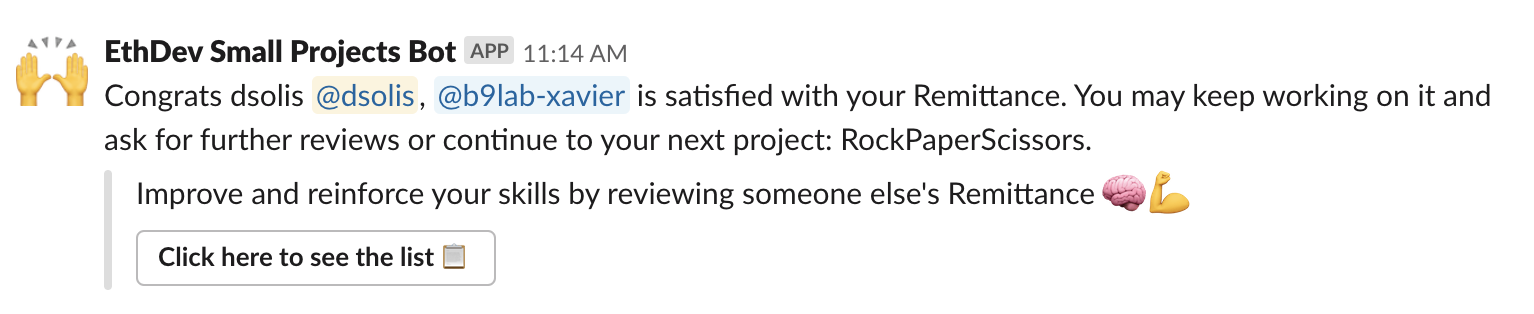 EthDev Small Projects Bot APP 11:14 AM
Congrats dsolis @dsolis, @b9lab-xavier is satisfied with your Remittance. You may keep working on it and
ask for further reviews or continue to your next project: RockPaperScissors.
Improve and reinforce your skills by reviewing someone else's Remittance 🧠💪
Click here to see the list 📋